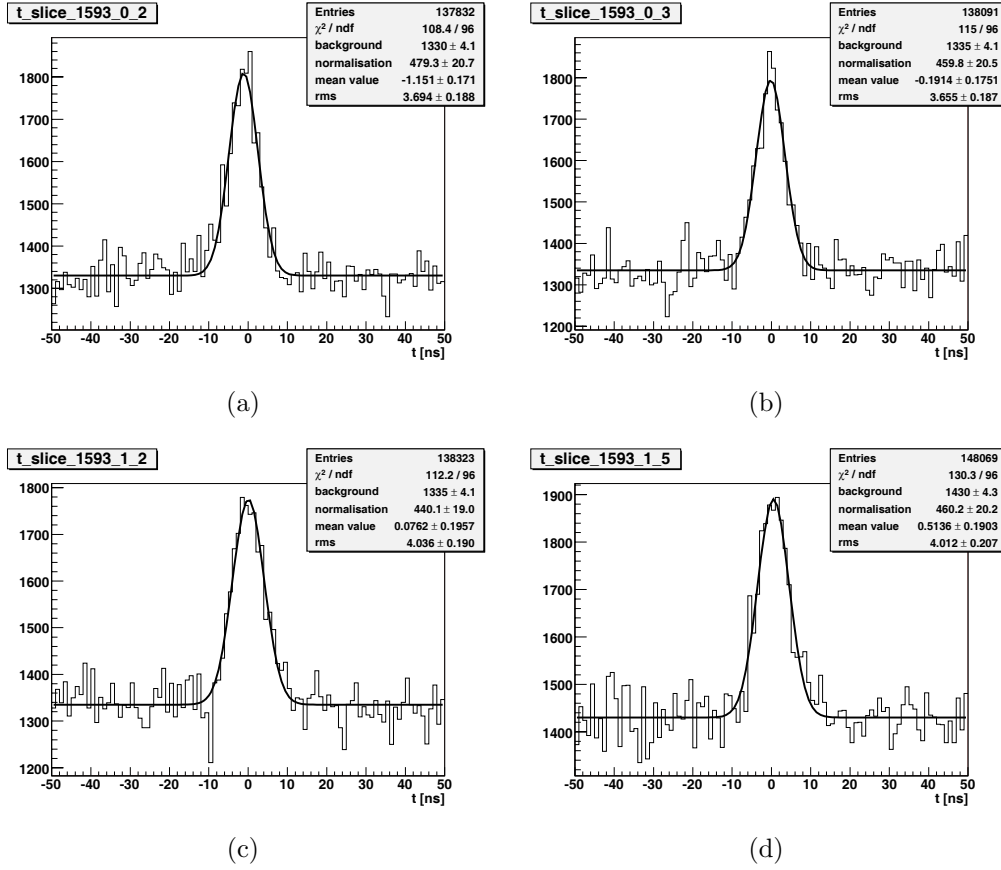 t_slice_1593_0_2
Entries 137832
χ² / ndf 108.4 / 96
background 1330 ± 4.1
normalisation 479.3 ± 20.7
mean value -1.151 ± 0.171
rms 3.694 ± 0.188
1800
1700
1600
1500
1400
1300
-50 -40 -30 -20 -10 0 10 20 30 40 50
t [ns]
(a)
t_slice_1593_0_3
Entries 138091
χ² / ndf 115 / 96
background 1335 ± 4.1
normalisation 459.8 ± 20.5
mean value -0.1914 ± 0.1751
rms 3.655 ± 0.187
1800
1700
1600
1500
1400
1300
1200
-50 -40 -30 -20 -10 0 10 20 30 40 50
t [ns]
(b)
t_slice_1593_1_2
Entries 138323
χ² / ndf 112.2 / 96
background 1335 ± 4.1
normalisation 440.1 ± 19.0
mean value 0.0762 ± 0.1957
rms 4.036 ± 0.190
1800
1700
1600
1500
1400
1300
1200
-50 -40 -30 -20 -10 0 10 20 30 40 50
t [ns]
(c)
t_slice_1593_1_5
Entries 148069
χ² / ndf 130.3 / 96
background 1430 ± 4.3
normalisation 460.2 ± 20.2
mean value 0.5136 ± 0.1903
rms 4.012 ± 0.207
1900
1800
1700
1600
1500
1400
-50 -40 -30 -20 -10 0 10 20 30 40 50
t [ns]
(d)